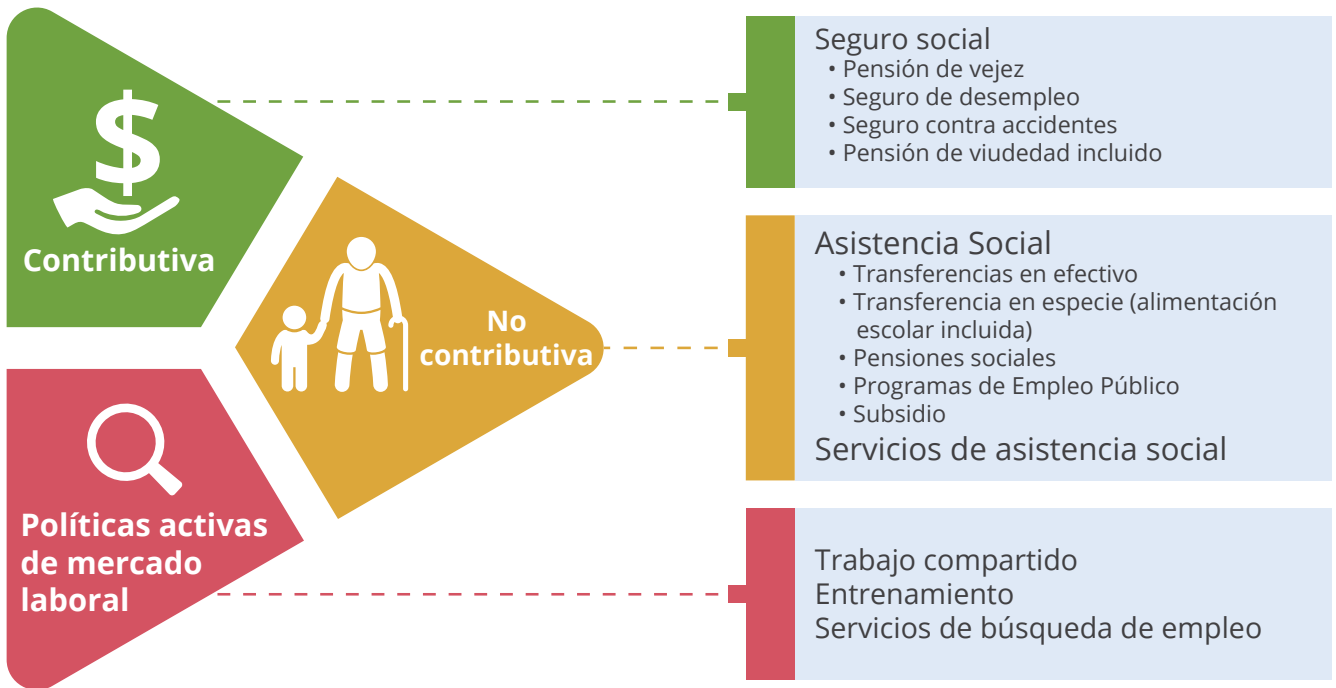 Contributiva
Seguro social
• Pensión de vejez
• Seguro de desempleo
• Seguro contra accidentes
• Pensión de viudedad incluido
No
contributiva
Asistencia Social
• Transferencias en efectivo
• Transferencia en especie (alimentación
escolar incluida)
• Pensiones sociales
• Programas de Empleo Público
• Subsidio
Servicios de asistencia social
Políticas activas
de mercado
laboral
Trabajo compartido
Entrenamiento
Servicios de búsqueda de empleo